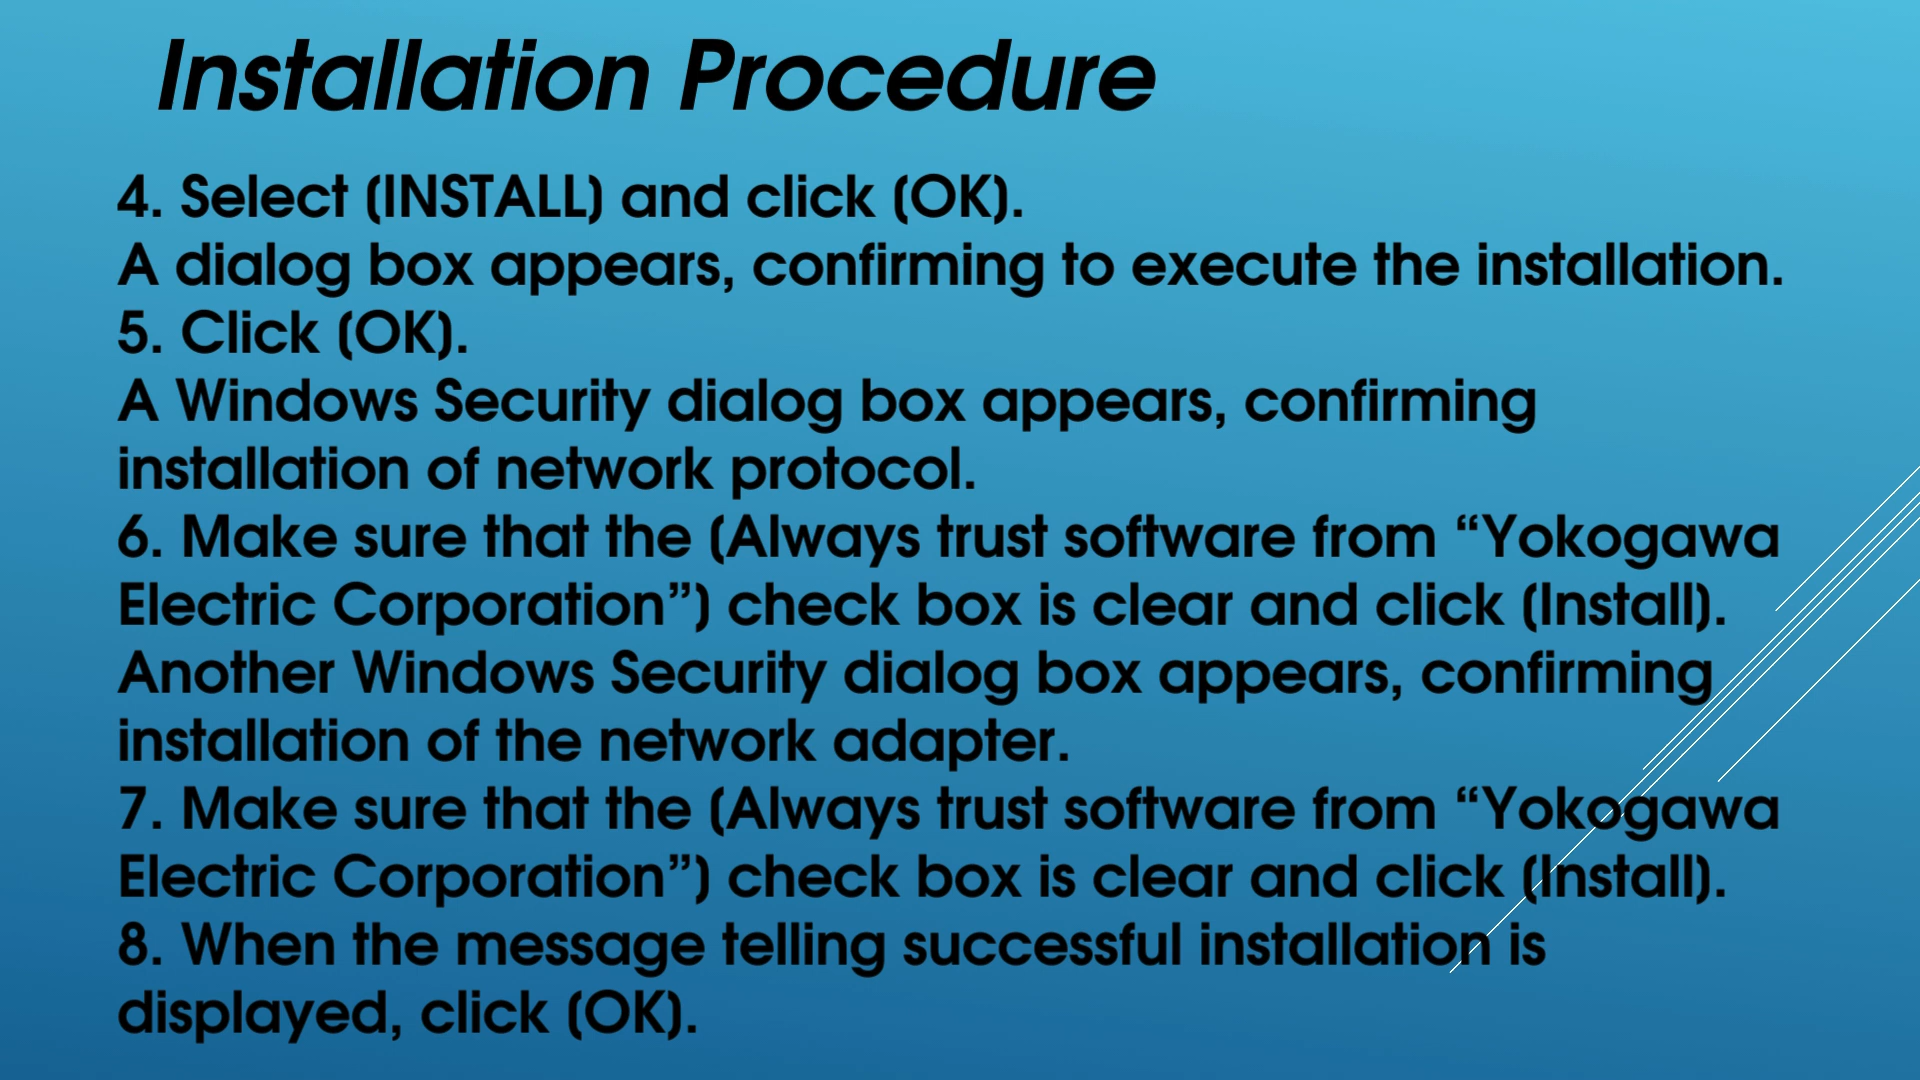 Installation Procedure
4. Select (INSTALL) and click (OK).
A dialog box appears, confirming to execute the installation.
5. Click (OK).
A Windows Security dialog box appears, confirming
installation of network protocol.
6. Make sure that the (Always trust software from “Yokogawa
Electric Corporation”) check box is clear and click (Install).
Another Windows Security dialog box appears, confirming
installation of the network adapter.
7. Make sure that the (Always trust software from “Yokogawa
Electric Corporation”) check box is clear and click (Install).
8. When the message telling successful installation is
displayed, click (OK).